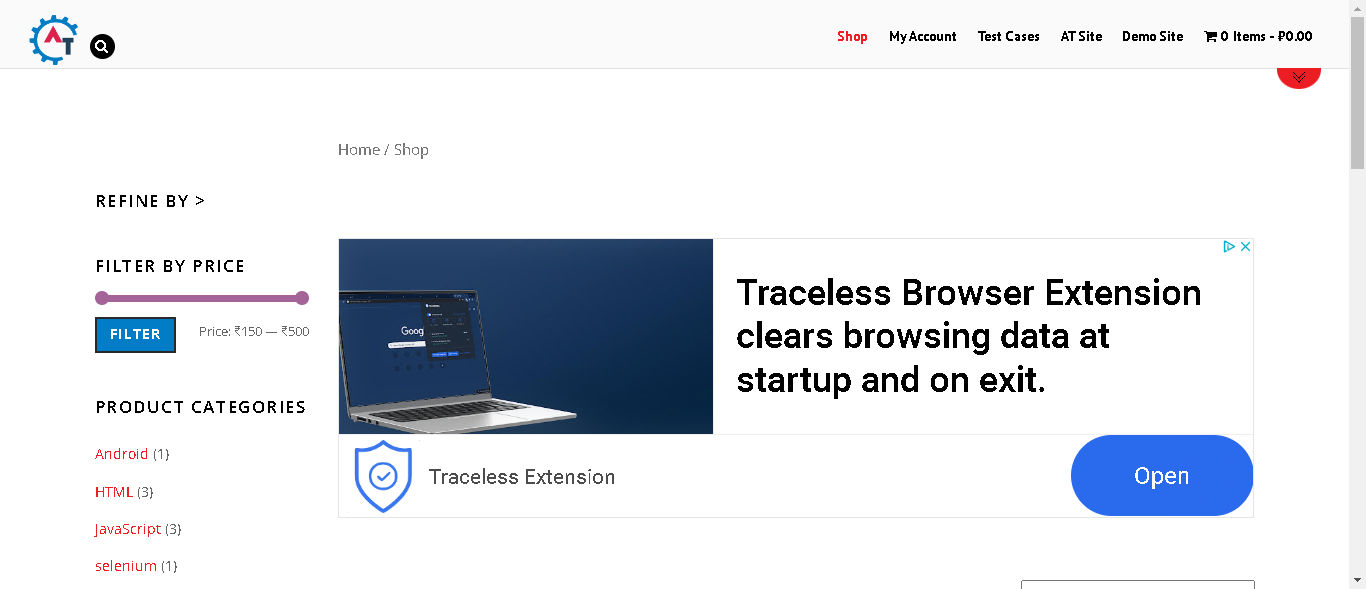 AT
Shop
My Account
Test Cases
AT Site
Demo Site
0 Items - ₽0.00
Home / Shop
REFINE BY >
FILTER BY PRICE
FILTER
Price: ₹150 — ₹500
PRODUCT CATEGORIES
Android (1)
HTML (3)
JavaScript (3)
selenium (1)
Traceless Browser Extension
clears browsing data at
startup and on exit.
Traceless Extension
Open